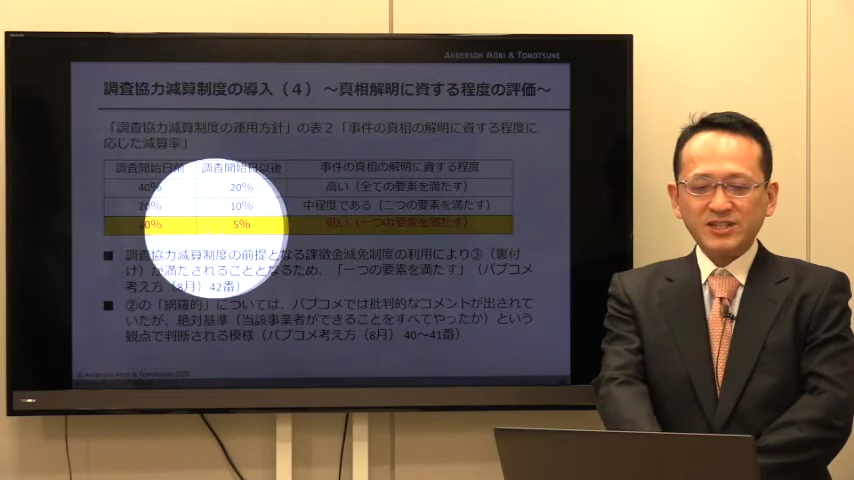 ANDERSON MŌRI & TOMOTSUNE
調査協力減算制度の導入（４）～真相解明に資する程度の評価～
「調査協力減算制度の運用方針」の表２「事件の真相の解明に資する程度に
応じた減算率」
調査開始日前 調査開始日以後 事件の真相の解明に資する程度
40% 20% 高い（全ての要素を満たす）
20% 10% 中程度である（二つの要素を満たす）
10% 5% 低い（一つの要素を満たす）
■ 調査協力減算制度の前提となる課徴金減免制度の利用により③（裏付
け）が満たされることとなるため、「一つの要素を満たす」（パブコメ
考え方（8月）42番）
■ ②の「網羅的」については、パブコメでは批判的なコメントが出されて
いたが、絶対基準（当該事業者ができることをすべてやったか）という
観点で判断される模様（パブコメ考え方（8月） 40～41番）
© Anderson Mōri & Tomotsune 2020